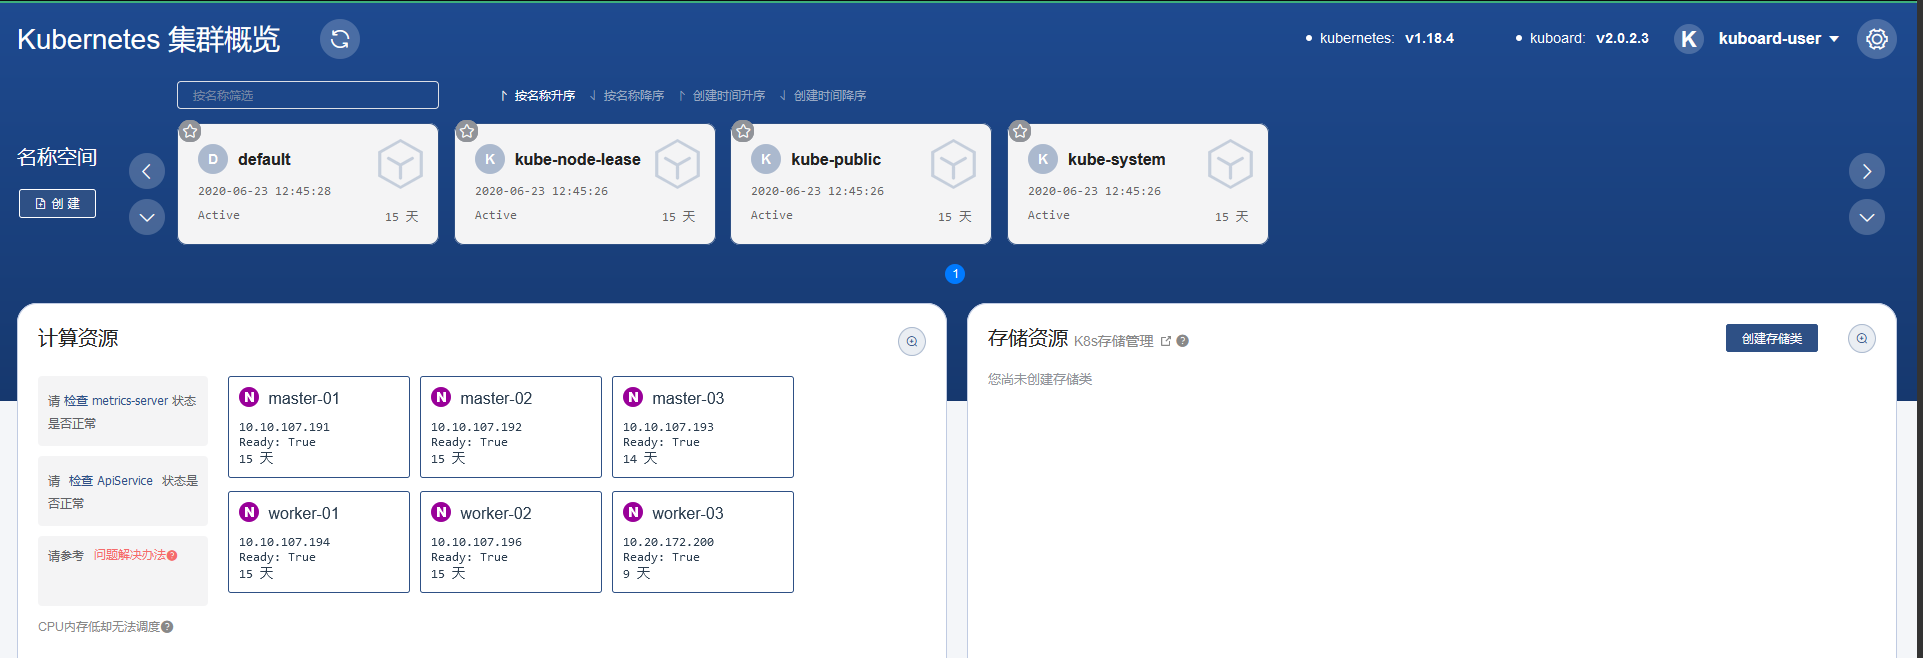 Kubernetes 集群概览
kubernetes: v1.18.4
kuboard: v2.0.2.3
K kuboard-user
按名称筛选
按名称升序 按名称降序 创建时间升序 创建时间降序
名称空间
创 建
D default
2020-06-23 12:45:28
Active 15 天
K kube-node-lease
2020-06-23 12:45:26
Active 15 天
K kube-public
2020-06-23 12:45:26
Active 15 天
K kube-system
2020-06-23 12:45:26
Active 15 天
1
计算资源
请 检查 metrics-server 状态
是否正常
请 检查 ApiService 状态是
否正常
请参考 问题解决办法?
CPU内存低却无法调度?
N master-01
10.10.107.191
Ready: True
15 天
N master-02
10.10.107.192
Ready: True
15 天
N master-03
10.10.107.193
Ready: True
14 天
N worker-01
10.10.107.194
Ready: True
15 天
N worker-02
10.10.107.196
Ready: True
15 天
N worker-03
10.20.172.200
Ready: True
9 天
存储资源 K8s存储管理 ?
创建存储类
您尚未创建存储类